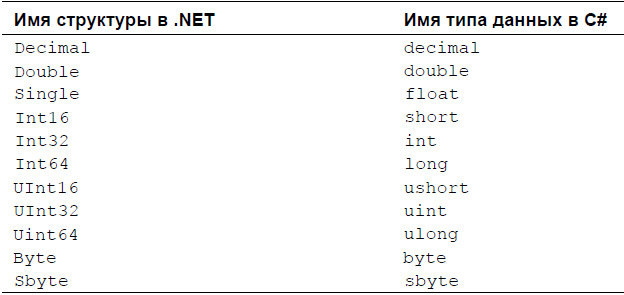 Имя структуры в .NET Имя типа данных в C#
Decimal decimal
Double double
Single float
Int16 short
Int32 int
Int64 long
UInt16 ushort
UInt32 uint
Uint64 ulong
Byte byte
Sbyte sbyte